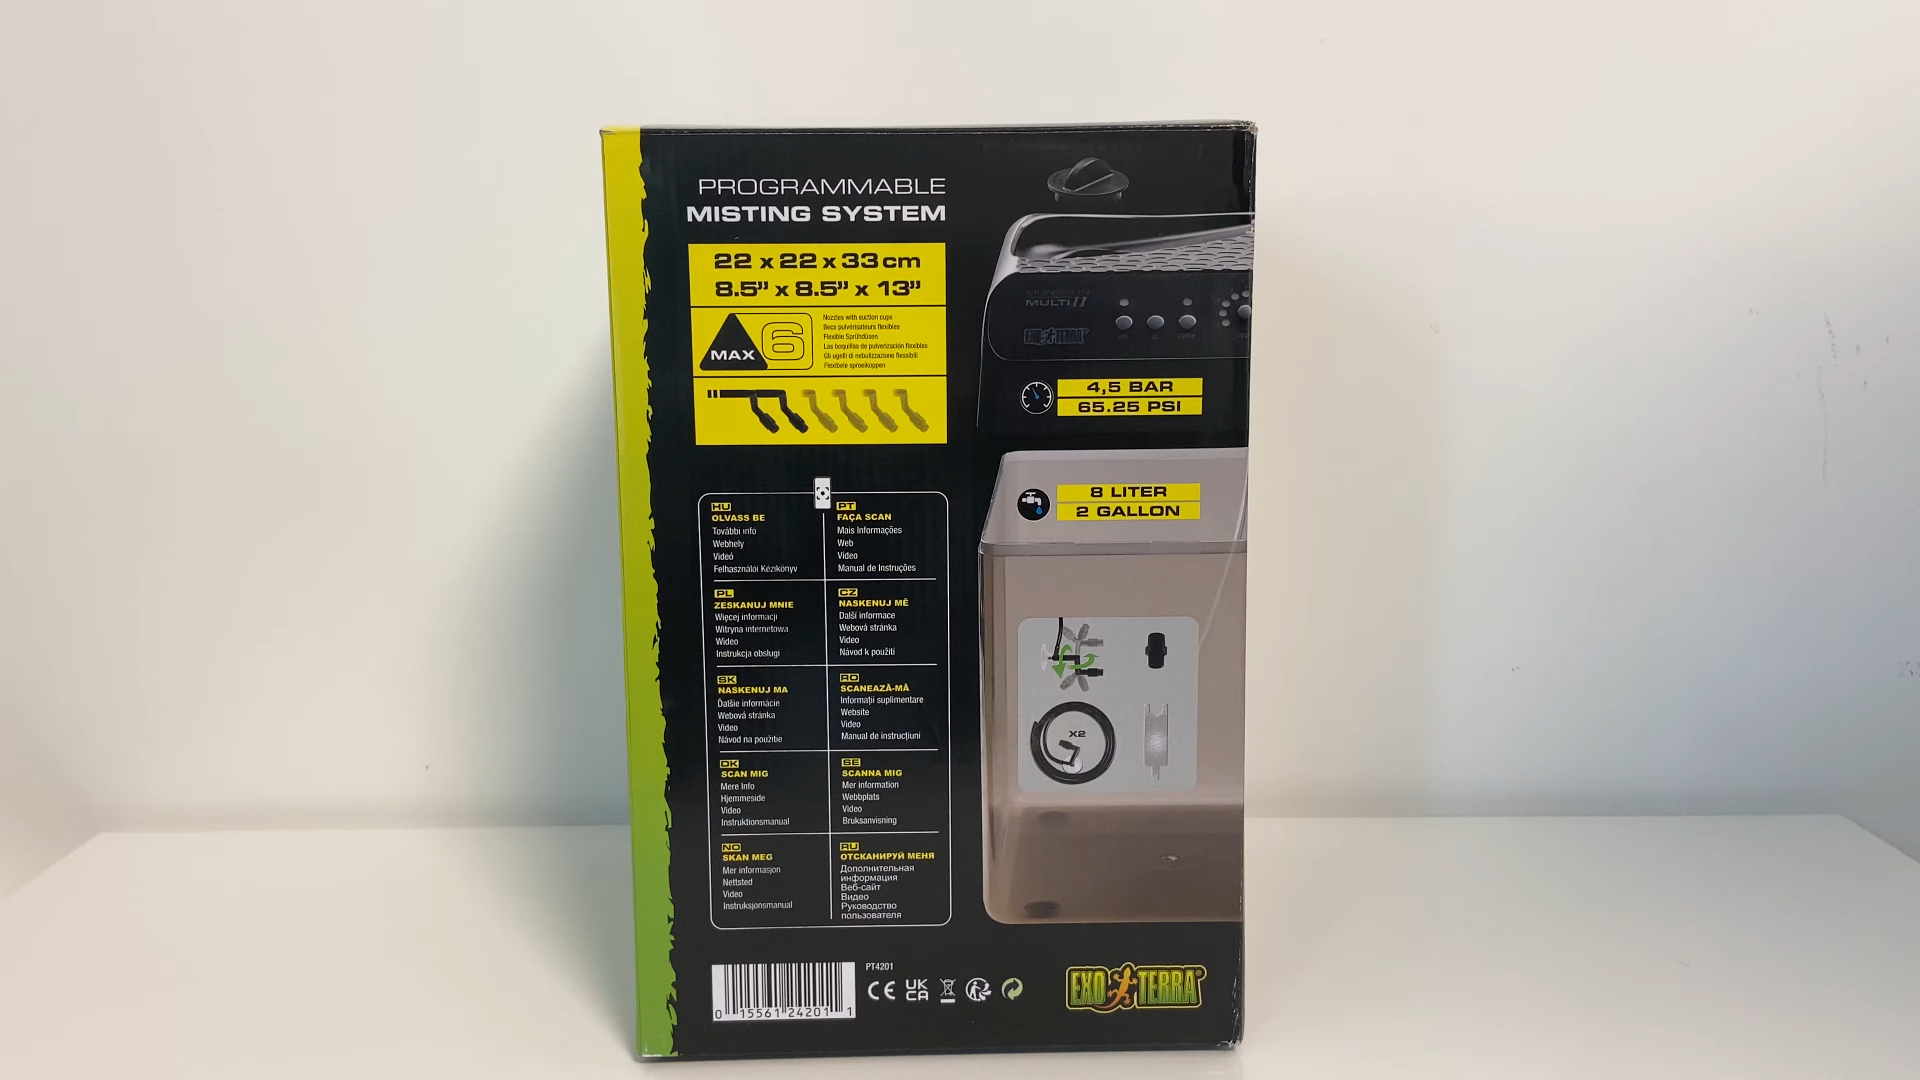 PROGRAMMABLE
MISTING SYSTEM
22 x 22 x 33 cm
8.5” x 8.5” x 13”
MAX 6
Nozzles with suction cups
Becs pulvérisateurs flexibles
Flexible Sprühdüsen
Las boquillas de pulverización flexibles
Gli ugelli di nebulizzazione flessibili
Flexibele sproeikoppen
MULTI II
EXO TERRA
4,5 BAR
65.25 PSI
8 LITER
2 GALLON
X2
HU
OLVASS BE
További info
Webhely
Videó
Felhasználói Kézikönyv
PT
FAÇA SCAN
Mais Informações
Web
Vídeo
Manual de Instruções
PL
ZESKANUJ MNIE
Więcej informacji
Witryna internetowa
Wideo
Instrukcja obsługi
CZ
NASKENUJ MĚ
Další informace
Webová stránka
Video
Návod k použití
SK
NASKENUJ MA
Ďalšie informácie
Webová stránka
Video
Návod na použitie
RO
SCANEAZĂ-MĂ
Informații suplimentare
Website
Video
Manual de instrucțiuni
DK
SCAN MIG
Mere Info
Hjemmeside
Video
Instruktionsmanual
SE
SCANNA MIG
Mer information
Webbplats
Video
Bruksanvisning
NO
SKAN MEG
Mer informasjon
Nettsted
Video
Instruksjonsmanual
RU
ОТСКАНИРУЙ МЕНЯ
Дополнительная
информация
Веб-сайт
Видео
Руководство
пользователя
PT4201
0 15561 24201 1
CE UK CA
EXO TERRA®